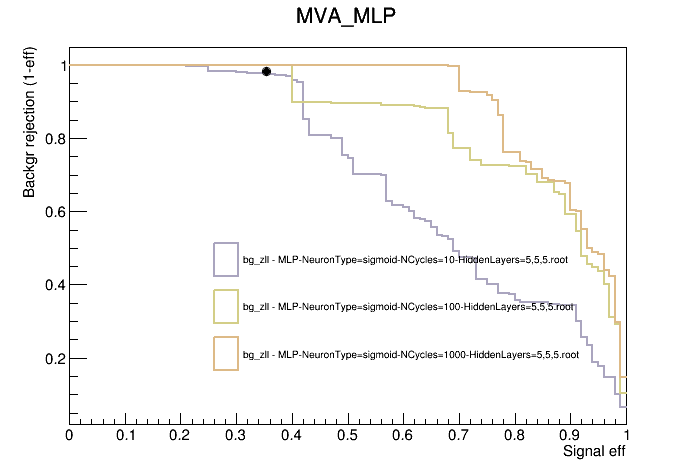 MVA_MLP
Backgr rejection (1-eff)
1
0.8
0.6
0.4
0.2
bg_zll - MLP-NeuronType=sigmoid-NCycles=10-HiddenLayers=5,5,5.root
bg_zll - MLP-NeuronType=sigmoid-NCycles=100-HiddenLayers=5,5,5.root
bg_zll - MLP-NeuronType=sigmoid-NCycles=1000-HiddenLayers=5,5,5.root
0 0.1 0.2 0.3 0.4 0.5 0.6 0.7 0.8 0.9 1
Signal eff